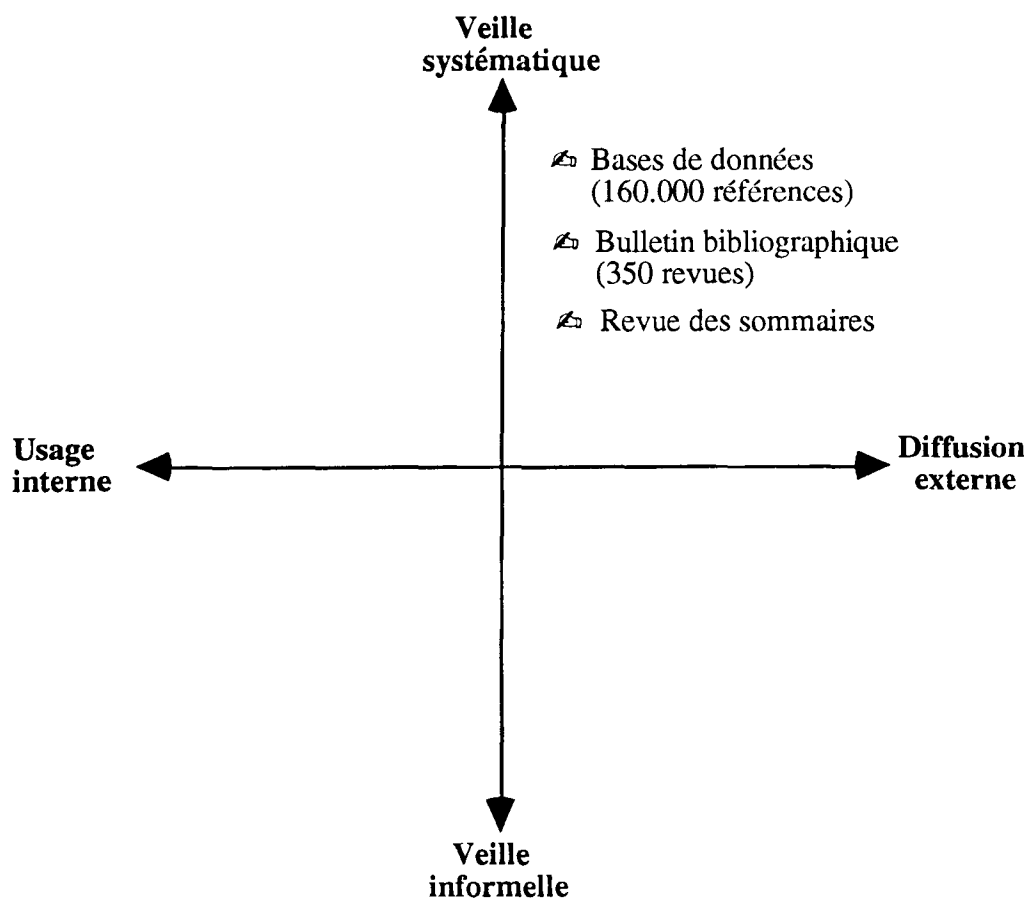 Veille
systématique
✍ Bases de données
(160.000 références)
✍ Bulletin bibliographique
(350 revues)
✍ Revue des sommaires
Usage
interne
Diffusion
externe
Veille
informelle